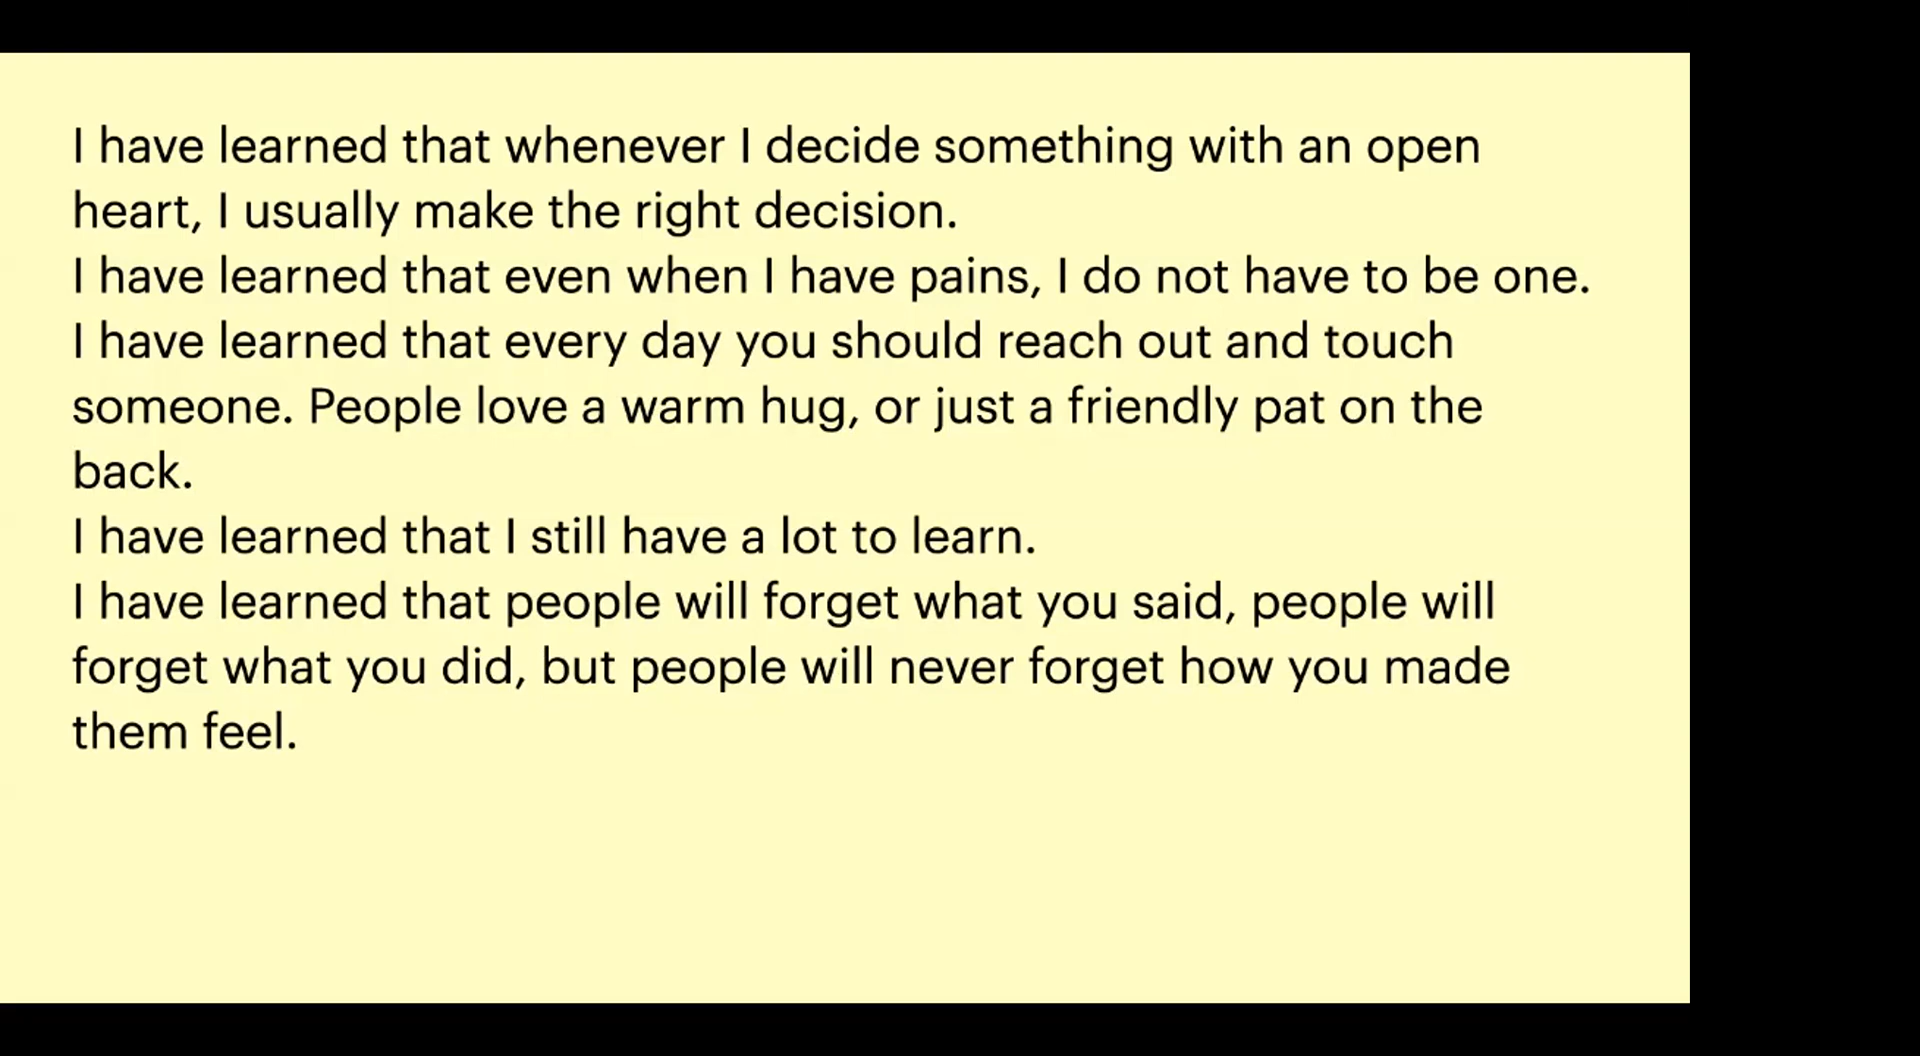 I have learned that whenever I decide something with an open
heart, I usually make the right decision.
I have learned that even when I have pains, I do not have to be one.
I have learned that every day you should reach out and touch
someone. People love a warm hug, or just a friendly pat on the
back.
I have learned that I still have a lot to learn.
I have learned that people will forget what you said, people will
forget what you did, but people will never forget how you made
them feel.